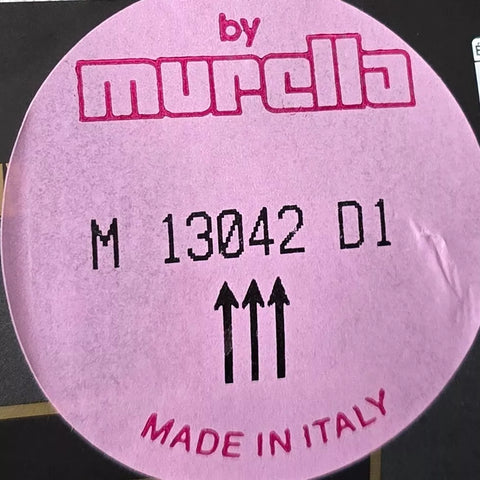 by
murella
M 13042 D1
MADE IN ITALY